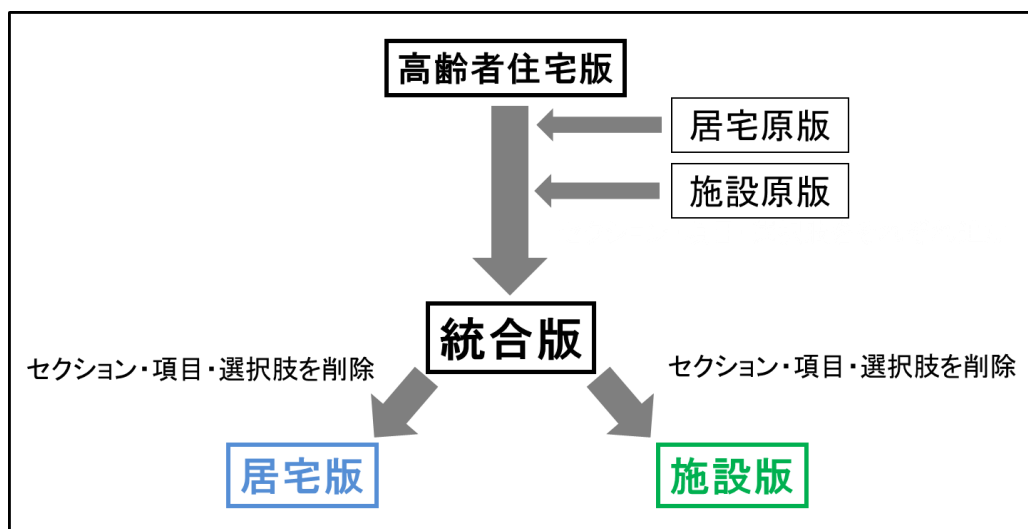 高齢者住宅版
居宅原版
施設原版
統合版
セクション・項目・選択肢を削除
セクション・項目・選択肢を削除
居宅版
施設版